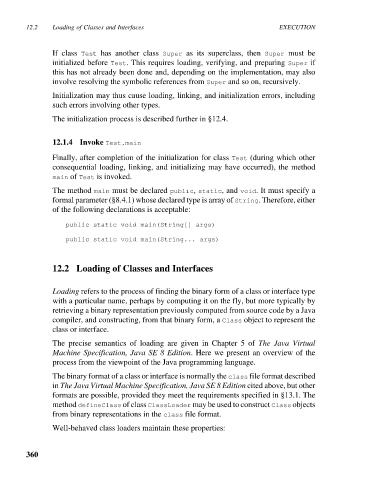 12.2 Loading of Classes and Interfaces EXECUTION
If class Test has another class Super as its superclass, then Super must be
initialized before Test. This requires loading, verifying, and preparing Super if
this has not already been done and, depending on the implementation, may also
involve resolving the symbolic references from Super and so on, recursively.
Initialization may thus cause loading, linking, and initialization errors, including
such errors involving other types.
The initialization process is described further in §12.4.
12.1.4 Invoke Test.main
Finally, after completion of the initialization for class Test (during which other
consequential loading, linking, and initializing may have occurred), the method
main of Test is invoked.
The method main must be declared public, static, and void. It must specify a
formal parameter (§8.4.1) whose declared type is array of String. Therefore, either
of the following declarations is acceptable:
public static void main(String[] args)
public static void main(String... args)
12.2 Loading of Classes and Interfaces
Loading refers to the process of finding the binary form of a class or interface type
with a particular name, perhaps by computing it on the fly, but more typically by
retrieving a binary representation previously computed from source code by a Java
compiler, and constructing, from that binary form, a Class object to represent the
class or interface.
The precise semantics of loading are given in Chapter 5 of The Java Virtual
Machine Specification, Java SE 8 Edition. Here we present an overview of the
process from the viewpoint of the Java programming language.
The binary format of a class or interface is normally the class file format described
in The Java Virtual Machine Specification, Java SE 8 Edition cited above, but other
formats are possible, provided they meet the requirements specified in §13.1. The
method defineClass of class ClassLoader may be used to construct Class objects
from binary representations in the class file format.
Well-behaved class loaders maintain these properties:
360